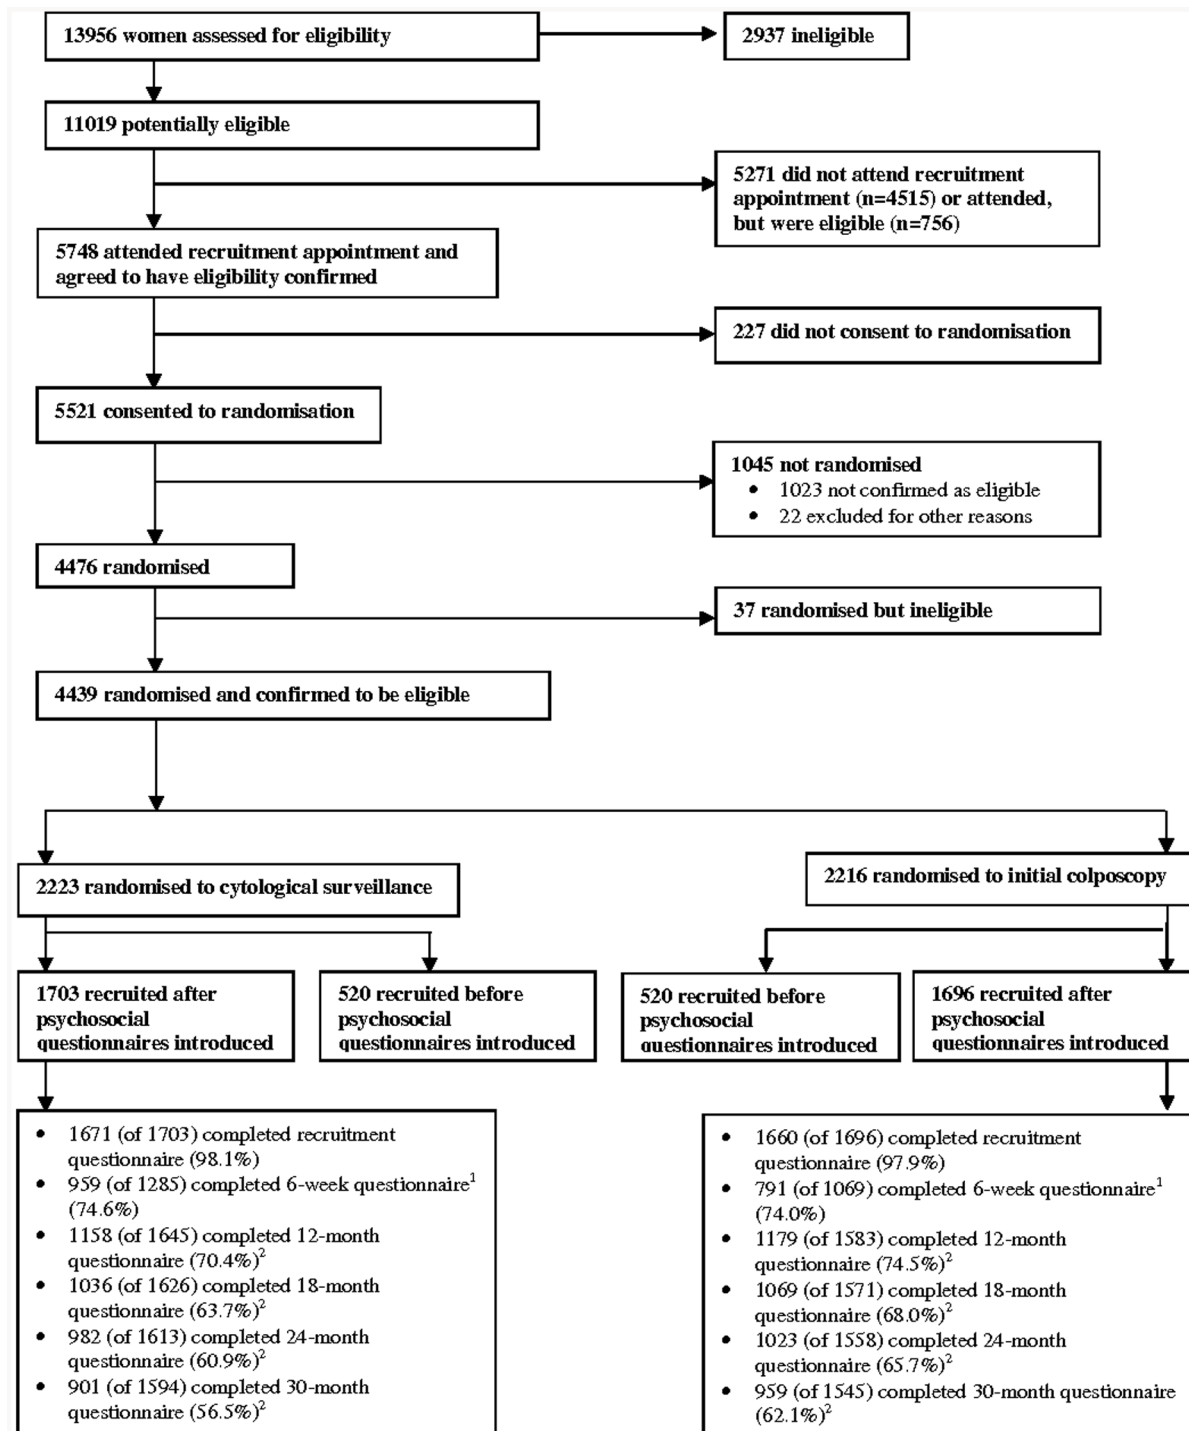 13956 women assessed for eligibility
2937 ineligible
11019 potentially eligible
5271 did not attend recruitment
appointment (n=4515) or attended,
but were eligible (n=756)
5748 attended recruitment appointment and
agreed to have eligibility confirmed
227 did not consent to randomisation
5521 consented to randomisation
1045 not randomised
• 1023 not confirmed as eligible
• 22 excluded for other reasons
4476 randomised
37 randomised but ineligible
4439 randomised and confirmed to be eligible
2223 randomised to cytological surveillance
2216 randomised to initial colposcopy
1703 recruited after
psychosocial
questionnaires introduced
520 recruited before
psychosocial
questionnaires introduced
520 recruited before
psychosocial
questionnaires introduced
1696 recruited after
psychosocial
questionnaires introduced
• 1671 (of 1703) completed recruitment
questionnaire (98.1%)
• 959 (of 1285) completed 6-week questionnaire¹
(74.6%)
• 1158 (of 1645) completed 12-month
questionnaire (70.4%)²
• 1036 (of 1626) completed 18-month
questionnaire (63.7%)²
• 982 (of 1613) completed 24-month
questionnaire (60.9%)²
• 901 (of 1594) completed 30-month
questionnaire (56.5%)²
• 1660 (of 1696) completed recruitment
questionnaire (97.9%)
• 791 (of 1069) completed 6-week questionnaire¹
(74.0%)
• 1179 (of 1583) completed 12-month
questionnaire (74.5%)²
• 1069 (of 1571) completed 18-month
questionnaire (68.0%)²
• 1023 (of 1558) completed 24-month
questionnaire (65.7%)²
• 959 (of 1545) completed 30-month questionnaire
(62.1%)²